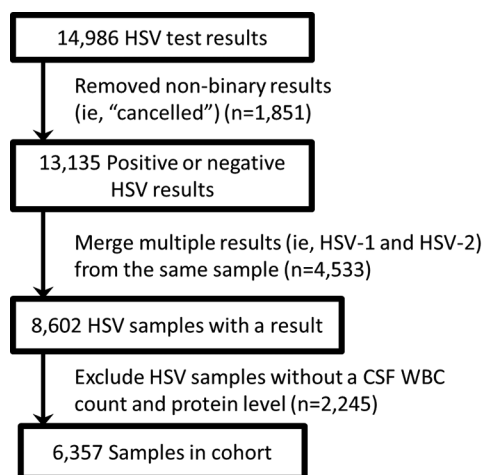 14,986 HSV test results
Removed non-binary results
(ie, “cancelled”) (n=1,851)
13,135 Positive or negative
HSV results
Merge multiple results (ie, HSV-1 and HSV-2)
from the same sample (n=4,533)
8,602 HSV samples with a result
Exclude HSV samples without a CSF WBC
count and protein level (n=2,245)
6,357 Samples in cohort